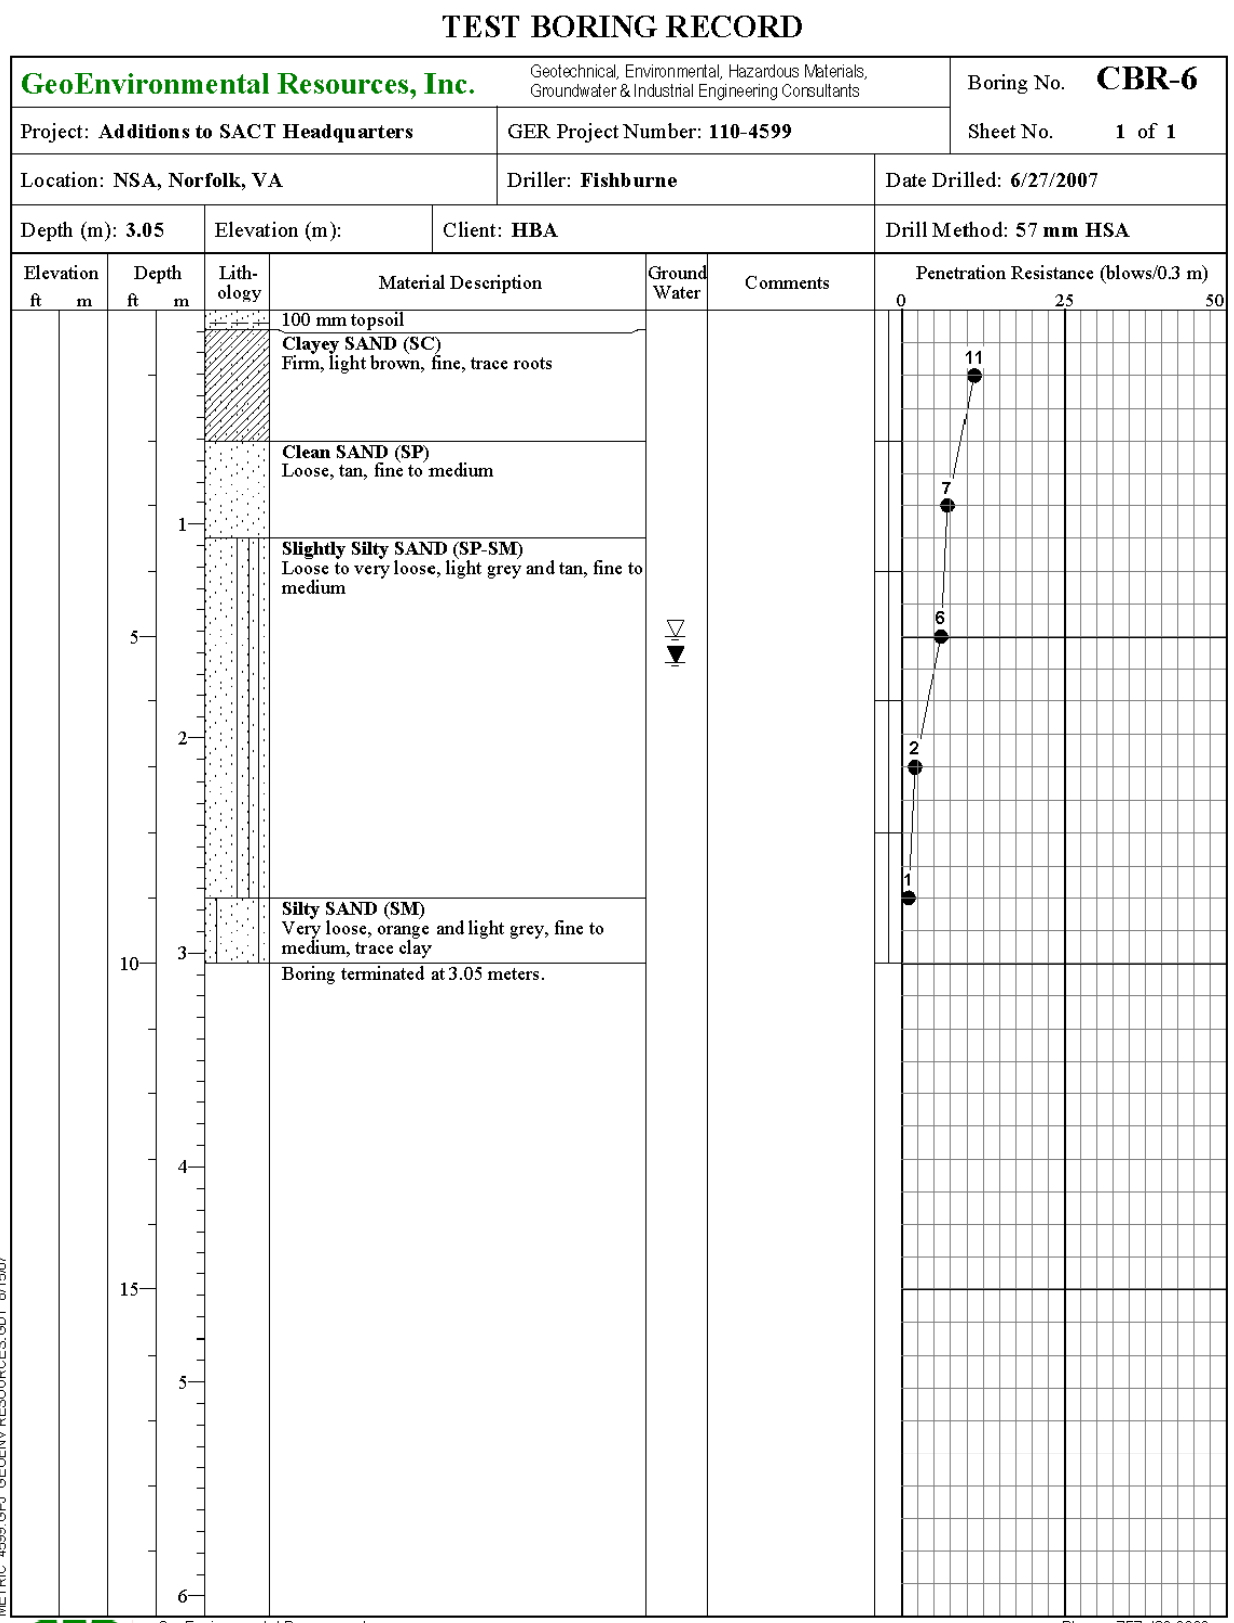 TEST BORING RECORD
GeoEnvironmental Resources, Inc.
Geotechnical, Environmental, Hazardous Materials,
Groundwater & Industrial Engineering Consultants
Boring No. CBR-6
Project: Additions to SACT Headquarters
GER Project Number: 110-4599
Sheet No. 1 of 1
Location: NSA, Norfolk, VA
Driller: Fishburne
Date Drilled: 6/27/2007
Depth (m): 3.05
Elevation (m):
Client: HBA
Drill Method: 57 mm HSA
Elevation
ft m
Depth
ft m
Lith-
ology
Material Description
Ground
Water
Comments
Penetration Resistance (blows/0.3 m)
0 25 50
100 mm topsoil
Clayey SAND (SC)
Firm, light brown, fine, trace roots
11
Clean SAND (SP)
Loose, tan, fine to medium
7
1
Slightly Silty SAND (SP-SM)
Loose to very loose, light grey and tan, fine to
medium
6
5
2
2
1
Silty SAND (SM)
Very loose, orange and light grey, fine to
medium, trace clay
3
10
Boring terminated at 3.05 meters.
4
15
5
6
METRIC 4599.GPJ GEOENV RESOURCES.GDT